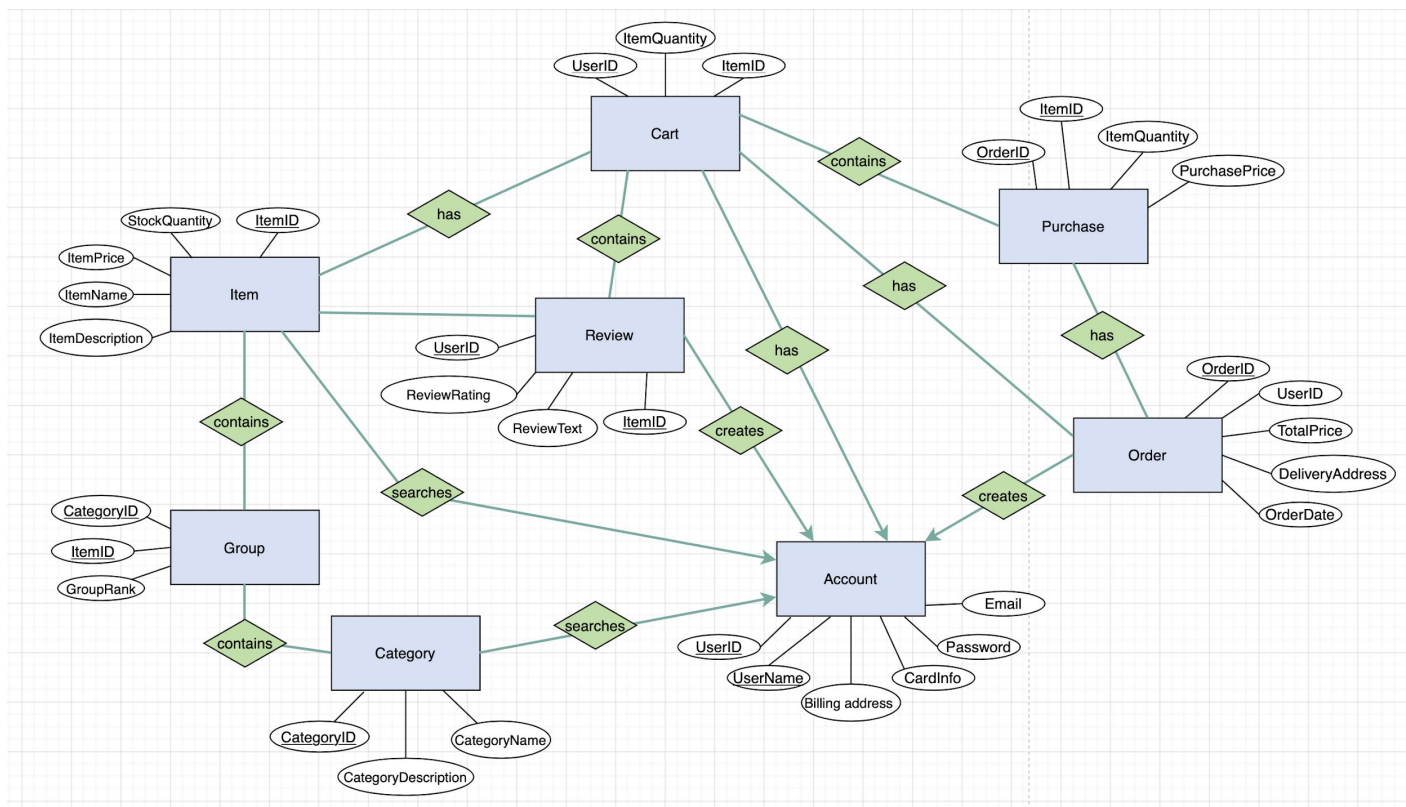 ItemQuantity
UserID
ItemID
Cart
ItemID
OrderID
ItemQuantity
PurchasePrice
contains
Purchase
has
StockQuantity
ItemID
ItemPrice
ItemName
ItemDescription
Item
contains
has
Review
UserID
ReviewRating
ReviewText
ItemID
has
has
OrderID
UserID
TotalPrice
DeliveryAddress
OrderDate
Order
contains
creates
searches
creates
CategoryID
ItemID
GroupRank
Group
Account
Email
Password
CardInfo
Billing address
UserName
UserID
contains
Category
searches
CategoryID
CategoryDescription
CategoryName